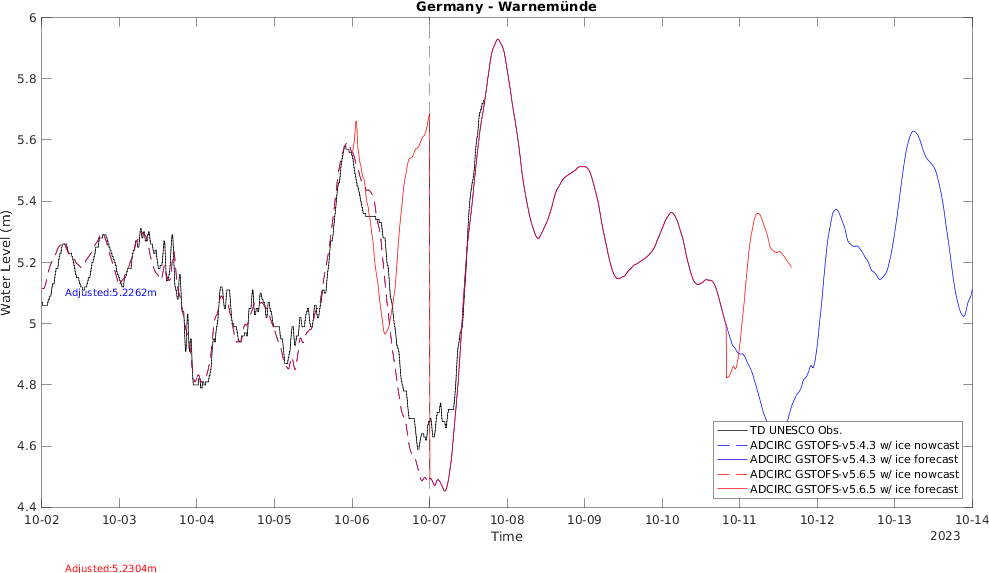 Germany - Warnemünde
6
5.8
5.6
5.4
5.2
5
4.8
4.6
4.4
Water Level (m)
Adjusted:5.2262m
TD UNESCO Obs.
ADCIRC GSTOFS-v5.4.3 w/ ice nowcast
ADCIRC GSTOFS-v5.4.3 w/ ice forecast
ADCIRC GSTOFS-v5.6.5 w/ ice nowcast
ADCIRC GSTOFS-v5.6.5 w/ ice forecast
10-02 10-03 10-04 10-05 10-06 10-07 10-08 10-09 10-10 10-11 10-12 10-13 10-14
Time
2023
Adjusted:5.2304m